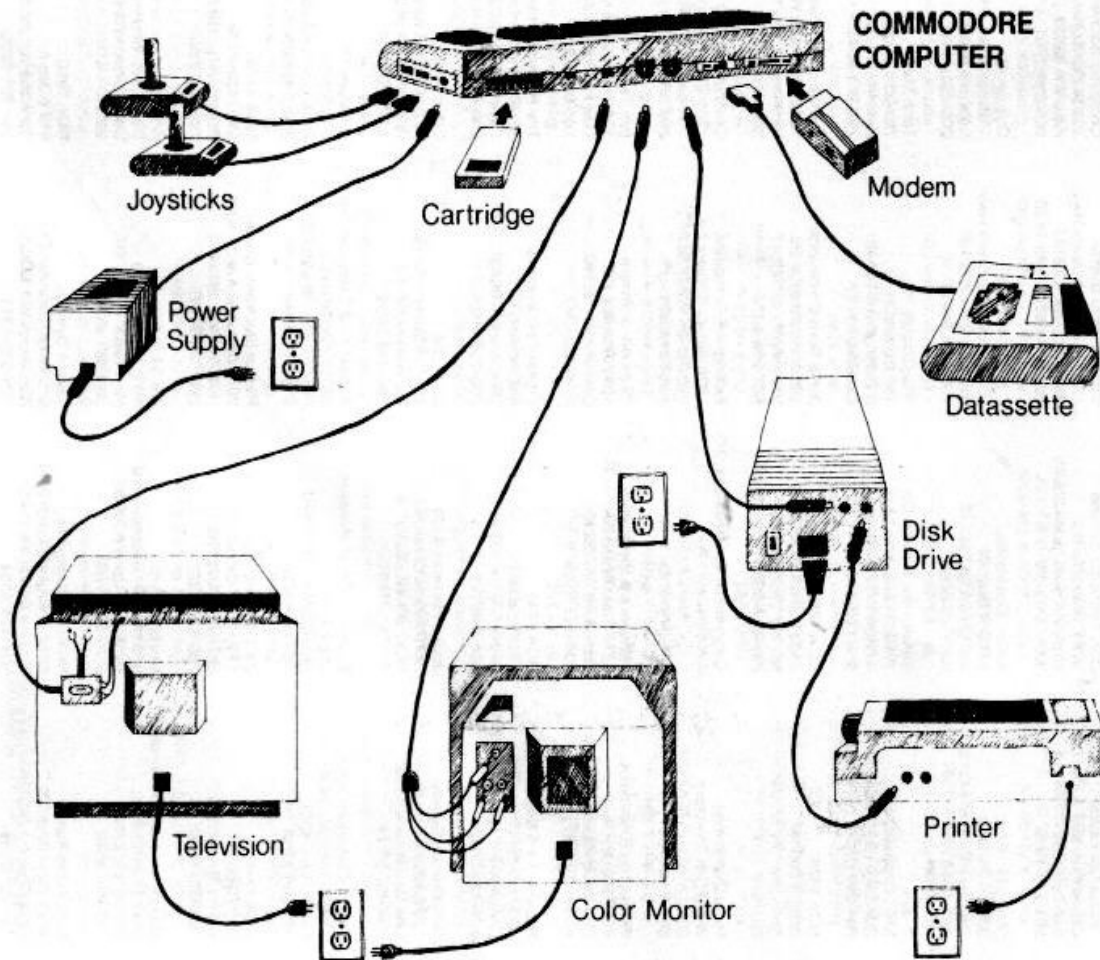 COMMODORE
COMPUTER
Joysticks
Cartridge
Modem
Power
Supply
Datassette
Disk
Drive
Television
Color Monitor
Printer